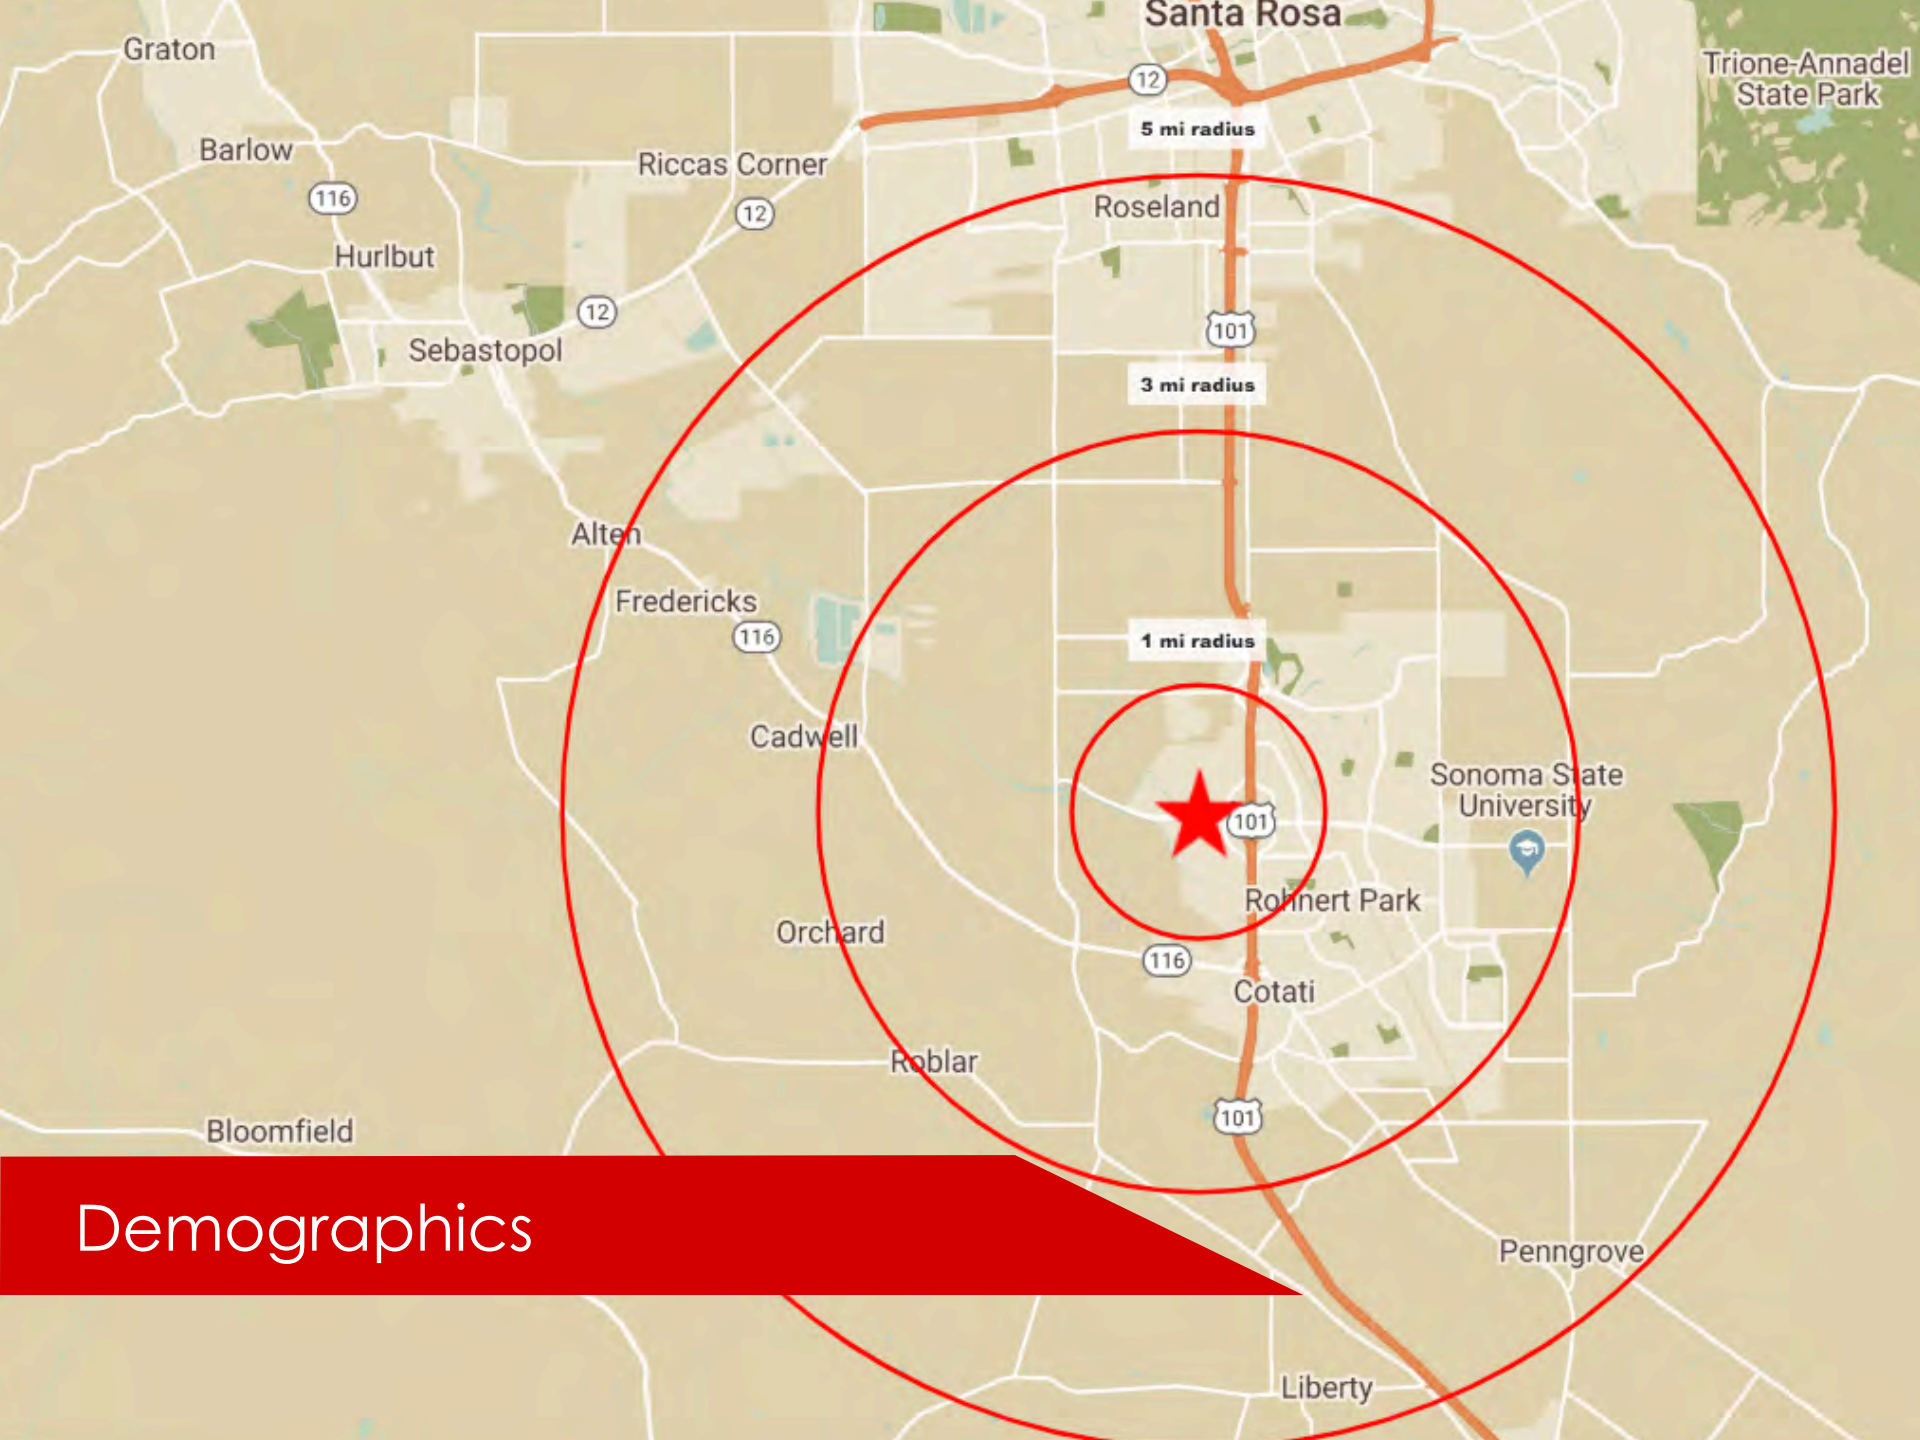 Santa Rosa
Graton
Trione-Annadel
State Park
12
5 mi radius
Barlow
Riccas Corner
116
12
Roseland
Hurlbut
12
101
Sebastopol
3 mi radius
Alten
Fredericks
116
1 mi radius
Cadwell
Sonoma State
University
101
Rohnert Park
Orchard
116
Cotati
Roblar
101
Bloomfield
Demographics
Penngrove
Liberty